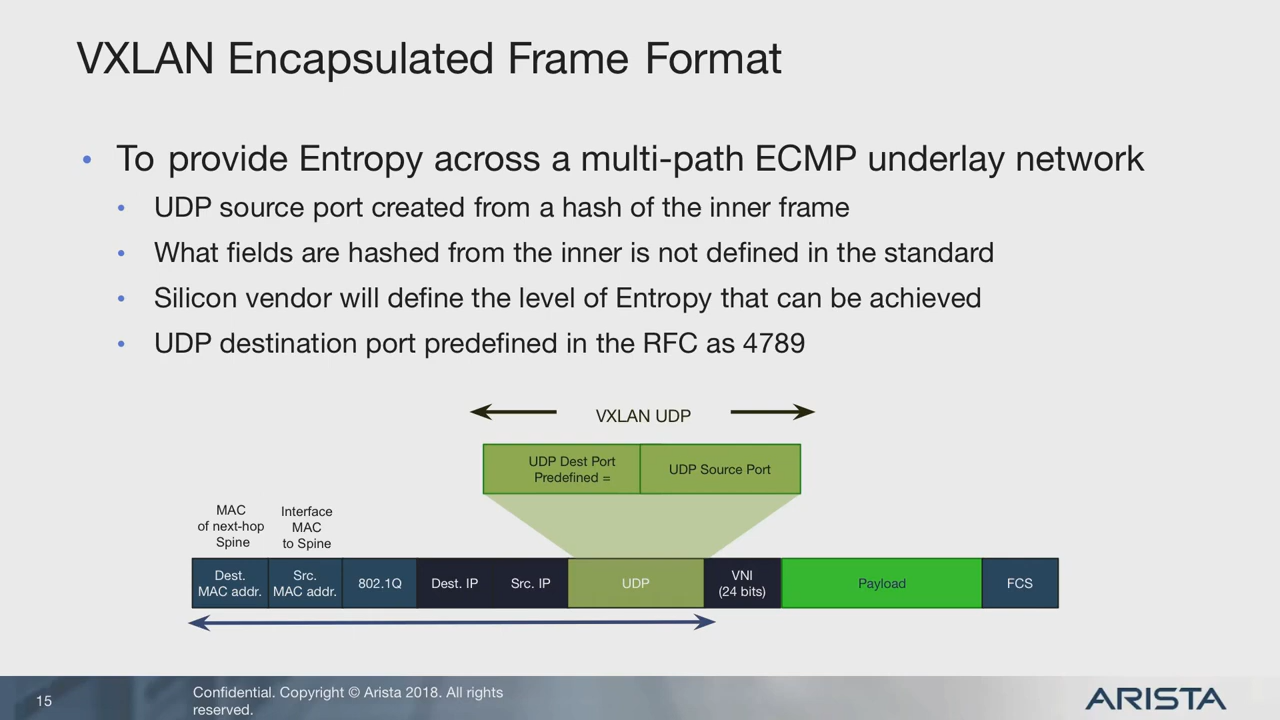 VXLAN Encapsulated Frame Format
• To provide Entropy across a multi-path ECMP underlay network
• UDP source port created from a hash of the inner frame
• What fields are hashed from the inner is not defined in the standard
• Silicon vendor will define the level of Entropy that can be achieved
• UDP destination port predefined in the RFC as 4789
VXLAN UDP
UDP Dest Port
Predefined =
UDP Source Port
MAC
of next-hop
Spine
Interface
MAC
to Spine
Dest.
MAC addr.
Src.
MAC addr.
802.1Q
Dest. IP
Src. IP
UDP
VNI
(24 bits)
Payload
FCS
15
Confidential. Copyright © Arista 2018. All rights
reserved.
ARISTA